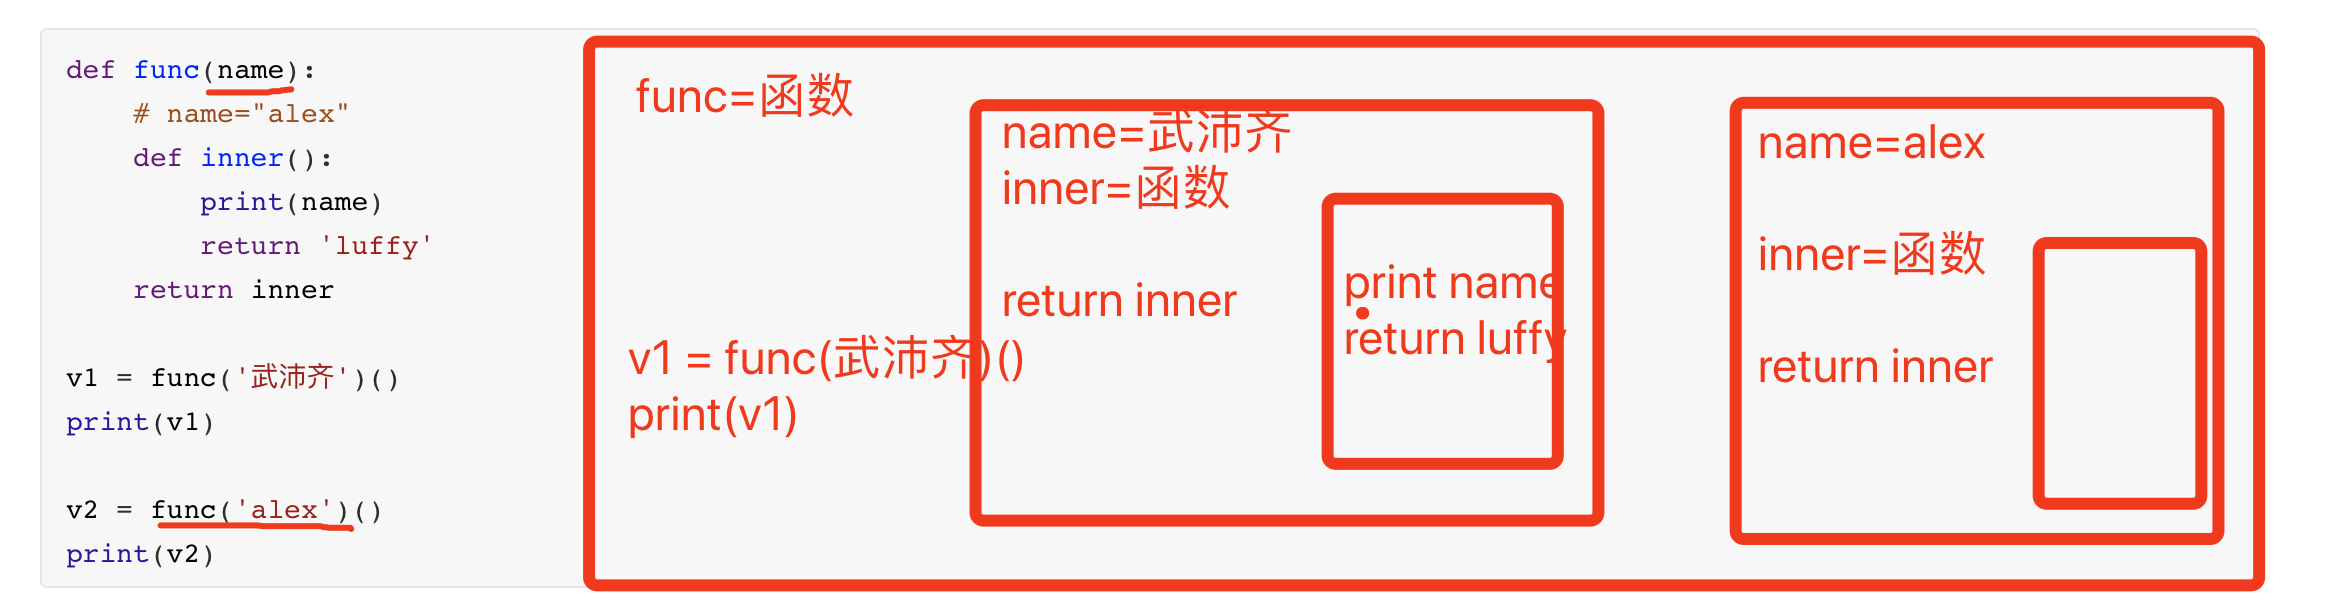 def func(name):
# name="alex"
def inner():
print(name)
return 'luffy'
return inner
v1 = func('武沛齐')()
print(v1)
v2 = func('alex')()
print(v2)
func=函数
v1 = func(武沛齐)()
print(v1)
name=武沛齐
inner=函数
return inner
print name
return luffy
name=alex
inner=函数
return inner